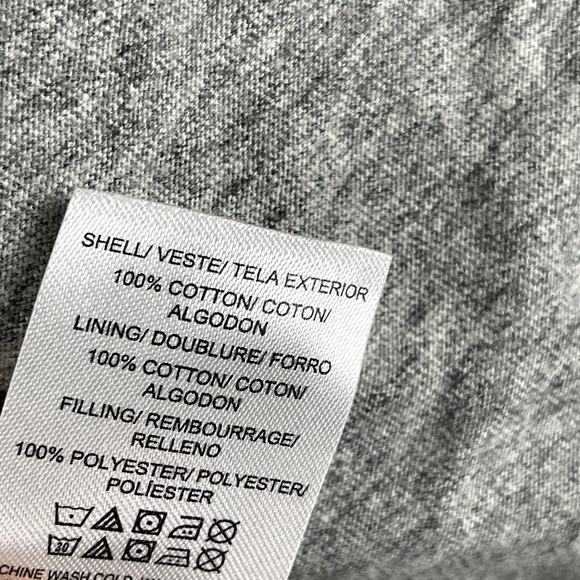 SHELL/ VESTE/ TELA EXTERIOR
100% COTTON/ COTON/
ALGODON
LINING/ DOUBLURE/ FORRO
100% COTTON/ COTON/
ALGODON
FILLING/ REMBOURRAGE/
RELLENO
100% POLYESTER/ POLYESTER/
POLÍESTER
30
CHINE WASH COLD